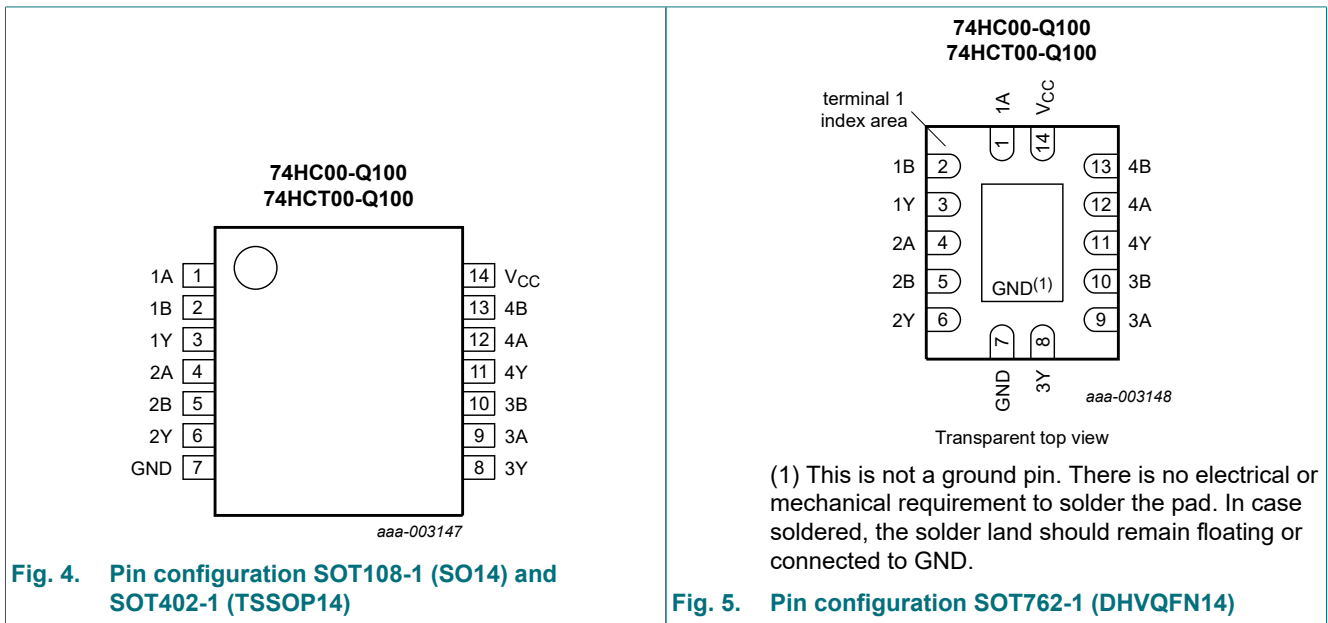 74HC00-Q100
74HCT00-Q100
1A 1
1B 2
1Y 3
2A 4
2B 5
2Y 6
GND 7
14 VCC
13 4B
12 4A
11 4Y
10 3B
9 3A
8 3Y
aaa-003147
Fig. 4. Pin configuration SOT108-1 (SO14) and
SOT402-1 (TSSOP14)
74HC00-Q100
74HCT00-Q100
terminal 1
index area
1A
VCC
1
14
1B 2
1Y 3
2A 4
2B 5
2Y 6
13 4B
12 4A
11 4Y
10 3B
9 3A
GND(1)
7
8
GND
3Y
aaa-003148
Transparent top view
(1) This is not a ground pin. There is no electrical or
mechanical requirement to solder the pad. In case
soldered, the solder land should remain floating or
connected to GND.
Fig. 5. Pin configuration SOT762-1 (DHVQFN14)